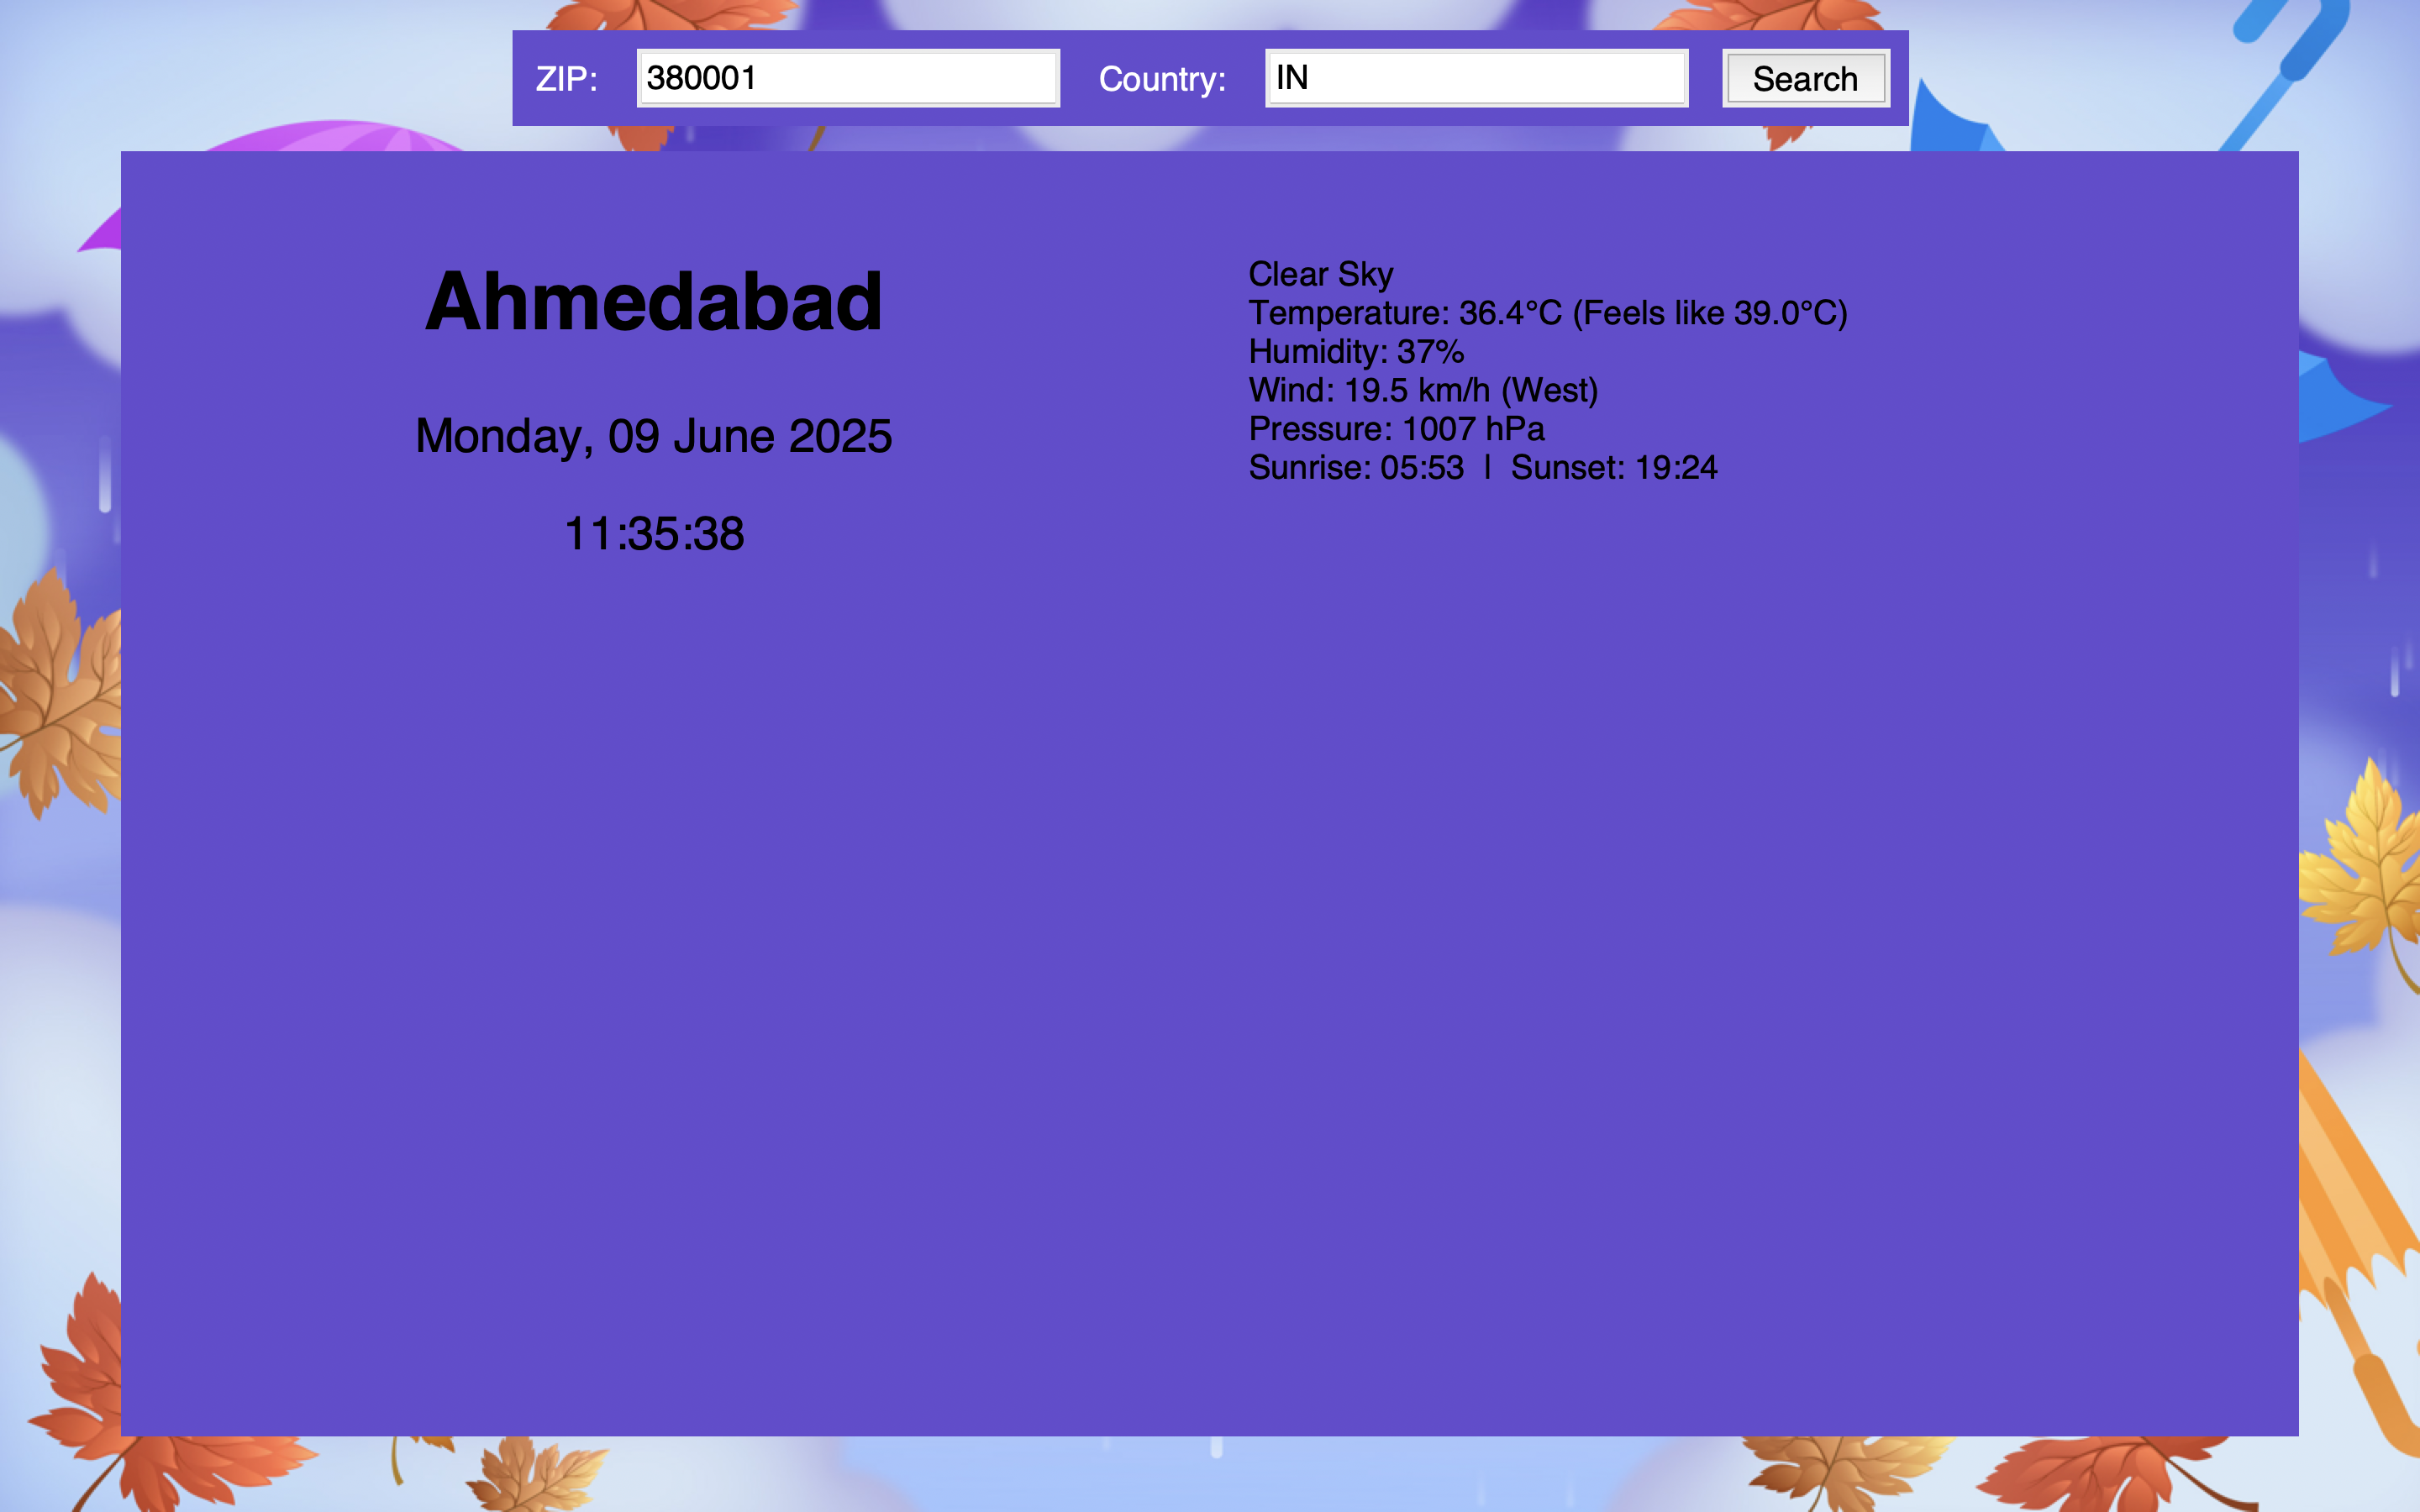 ZIP: 380001 Country: IN Search
Ahmedabad
Monday, 09 June 2025
11:35:38
Clear Sky
Temperature: 36.4°C (Feels like 39.0°C)
Humidity: 37%
Wind: 19.5 km/h (West)
Pressure: 1007 hPa
Sunrise: 05:53 | Sunset: 19:24